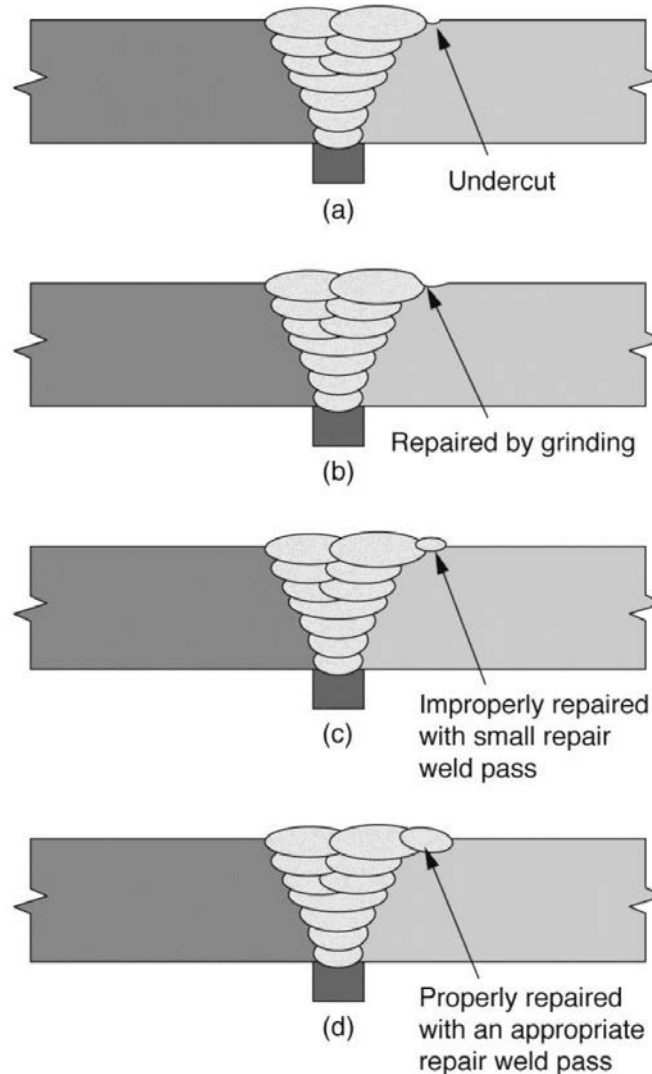 Undercut
(a)
Repaired by grinding
(b)
Improperly repaired
with small repair
weld pass
(c)
Properly repaired
with an appropriate
repair weld pass
(d)